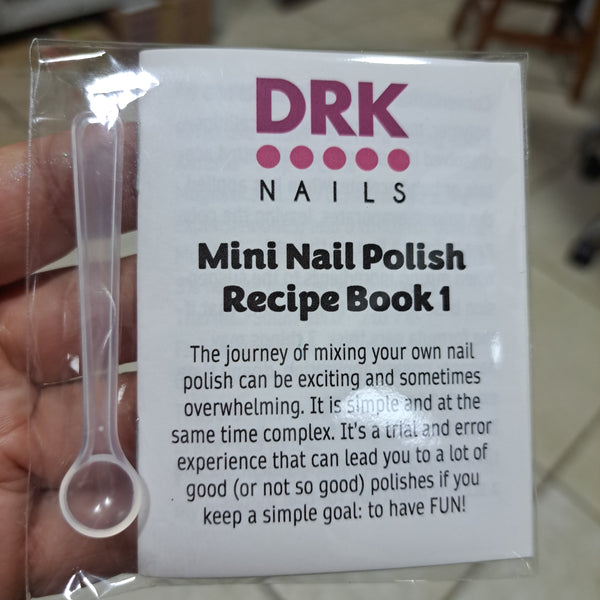 DRK
NAILS
Mini Nail Polish
Recipe Book 1
The journey of mixing your own nail
polish can be exciting and sometimes
overwhelming. It is simple and at the
same time complex. It's a trial and error
experience that can lead you to a lot of
good (or not so good) polishes if you
keep a simple goal: to have FUN!